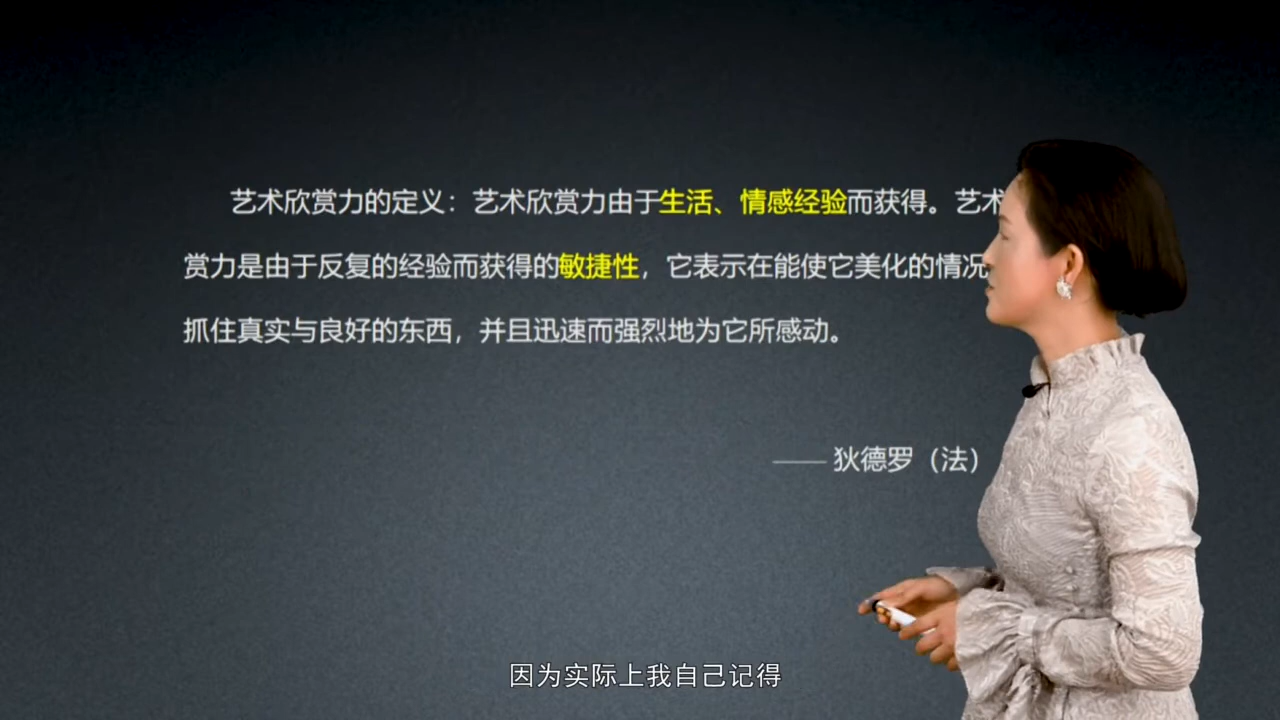 艺术欣赏力的定义：艺术欣赏力由于生活、情感经验而获得。艺术
赏力是由于反复的经验而获得的敏捷性，它表示在能使它美化的情况
抓住真实与良好的东西，并且迅速而强烈地为它所感动。
—— 狄德罗（法）
因为实际上我自己记得